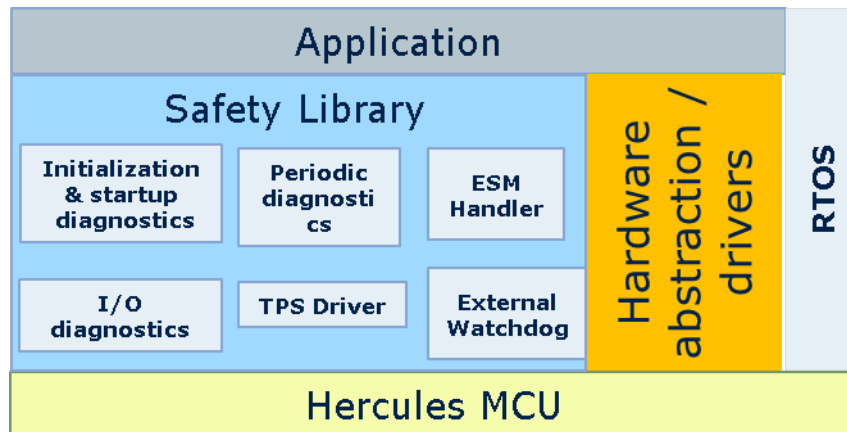 Application
Safety Library
Initialization
& startup
diagnostics
Periodic
diagnosti
cs
ESM
Handler
I/O
diagnostics
TPS Driver
External
Watchdog
Hardware
abstraction /
drivers
RTOS
Hercules MCU